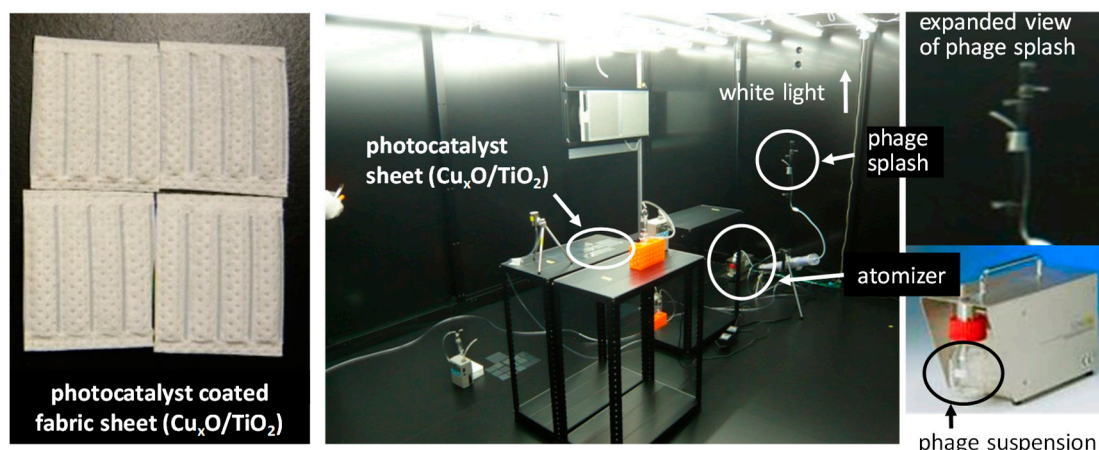 photocatalyst coated
fabric sheet (CuxO/TiO2)
photocatalyst
sheet (CuxO/TiO2)
white light
phage
splash
atomizer
expanded view
of phage splash
phage suspension